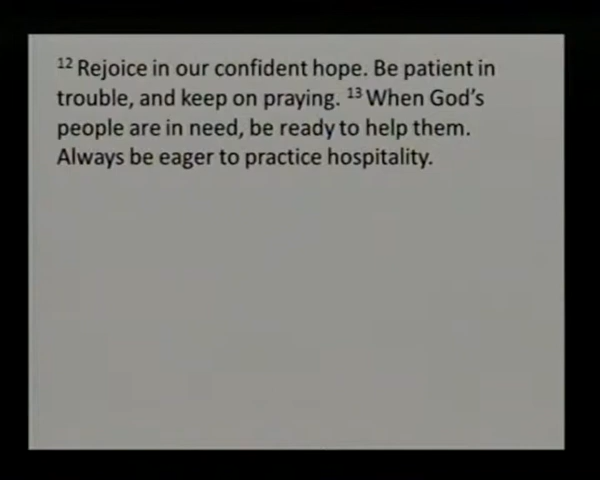 ¹² Rejoice in our confident hope. Be patient in
trouble, and keep on praying. ¹³ When God's
people are in need, be ready to help them.
Always be eager to practice hospitality.